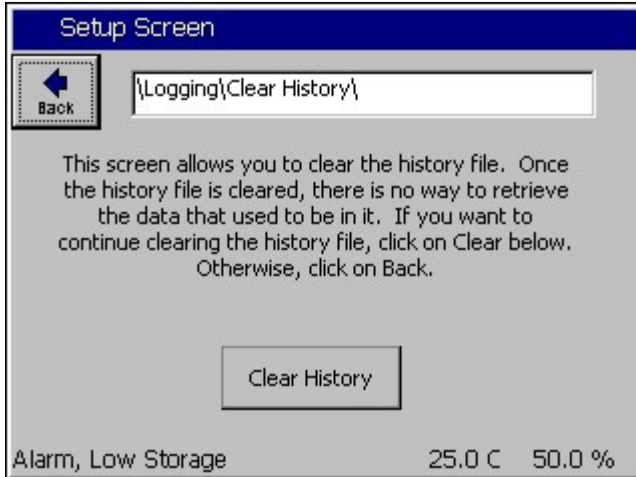 Setup Screen
Back
\Logging\Clear History\
This screen allows you to clear the history file.  Once
the history file is cleared, there is no way to retrieve
the data that used to be in it.  If you want to
continue clearing the history file, click on Clear below.
Otherwise, click on Back.
Clear History
Alarm, Low Storage 25.0 C 50.0 %